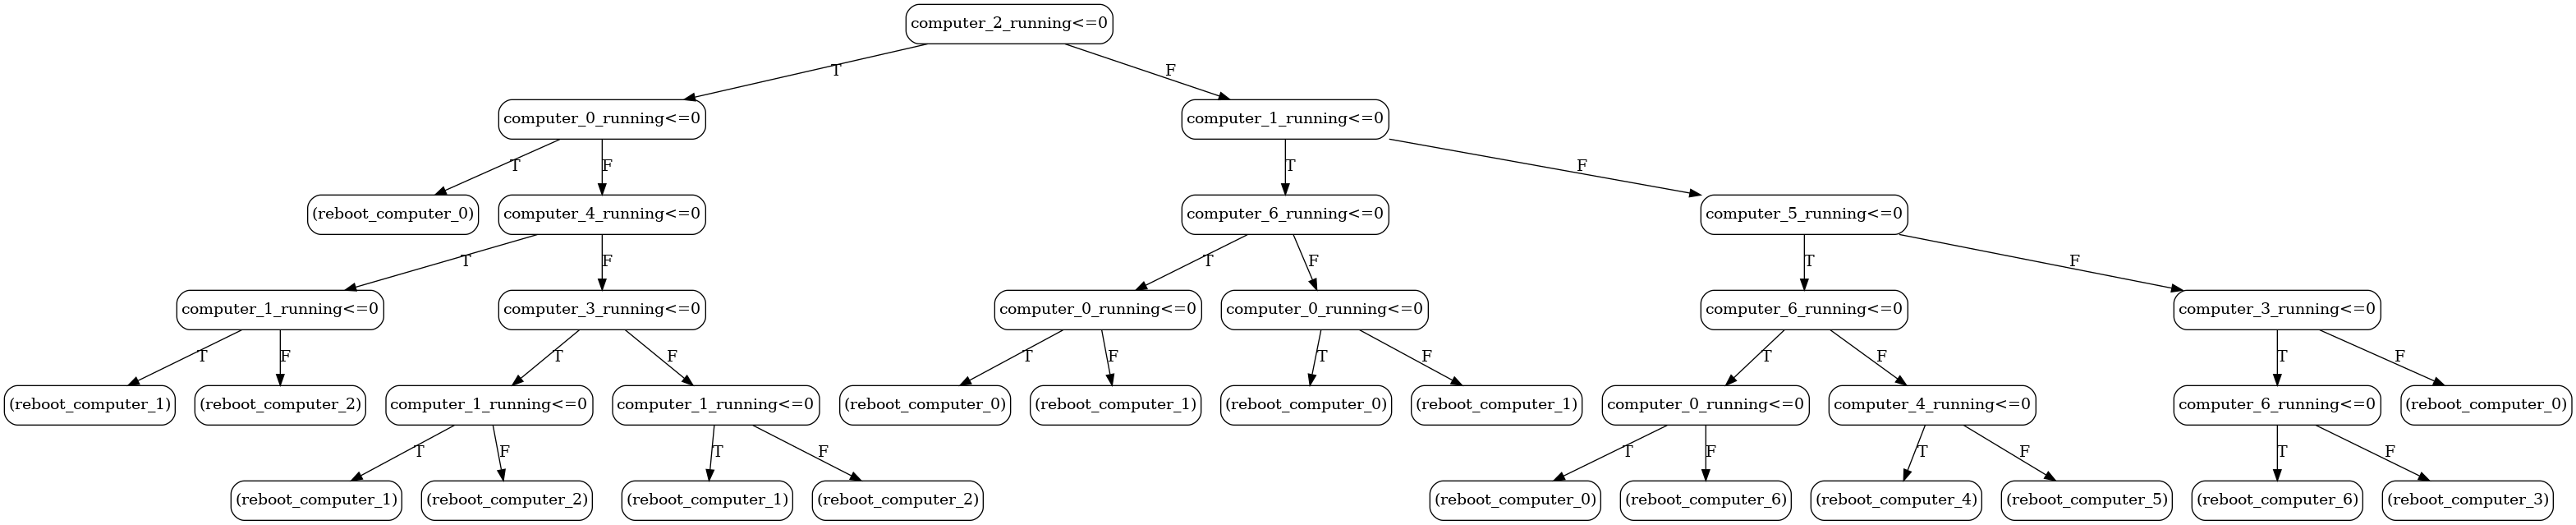 computer_2_running<=0
T
F
computer_0_running<=0
computer_1_running<=0
T
F
T
F
(reboot_computer_0)
computer_4_running<=0
computer_6_running<=0
computer_5_running<=0
T
F
T
F
T
F
computer_1_running<=0
computer_3_running<=0
computer_0_running<=0
computer_0_running<=0
computer_6_running<=0
computer_3_running<=0
T
F
T
F
T
F
T
F
T
F
T
F
(reboot_computer_1)
(reboot_computer_2)
computer_1_running<=0
computer_1_running<=0
(reboot_computer_0)
(reboot_computer_1)
(reboot_computer_0)
(reboot_computer_1)
computer_0_running<=0
computer_4_running<=0
computer_6_running<=0
(reboot_computer_0)
T
F
T
F
T
F
T
F
T
F
(reboot_computer_1)
(reboot_computer_2)
(reboot_computer_1)
(reboot_computer_2)
(reboot_computer_0)
(reboot_computer_6)
(reboot_computer_4)
(reboot_computer_5)
(reboot_computer_6)
(reboot_computer_3)